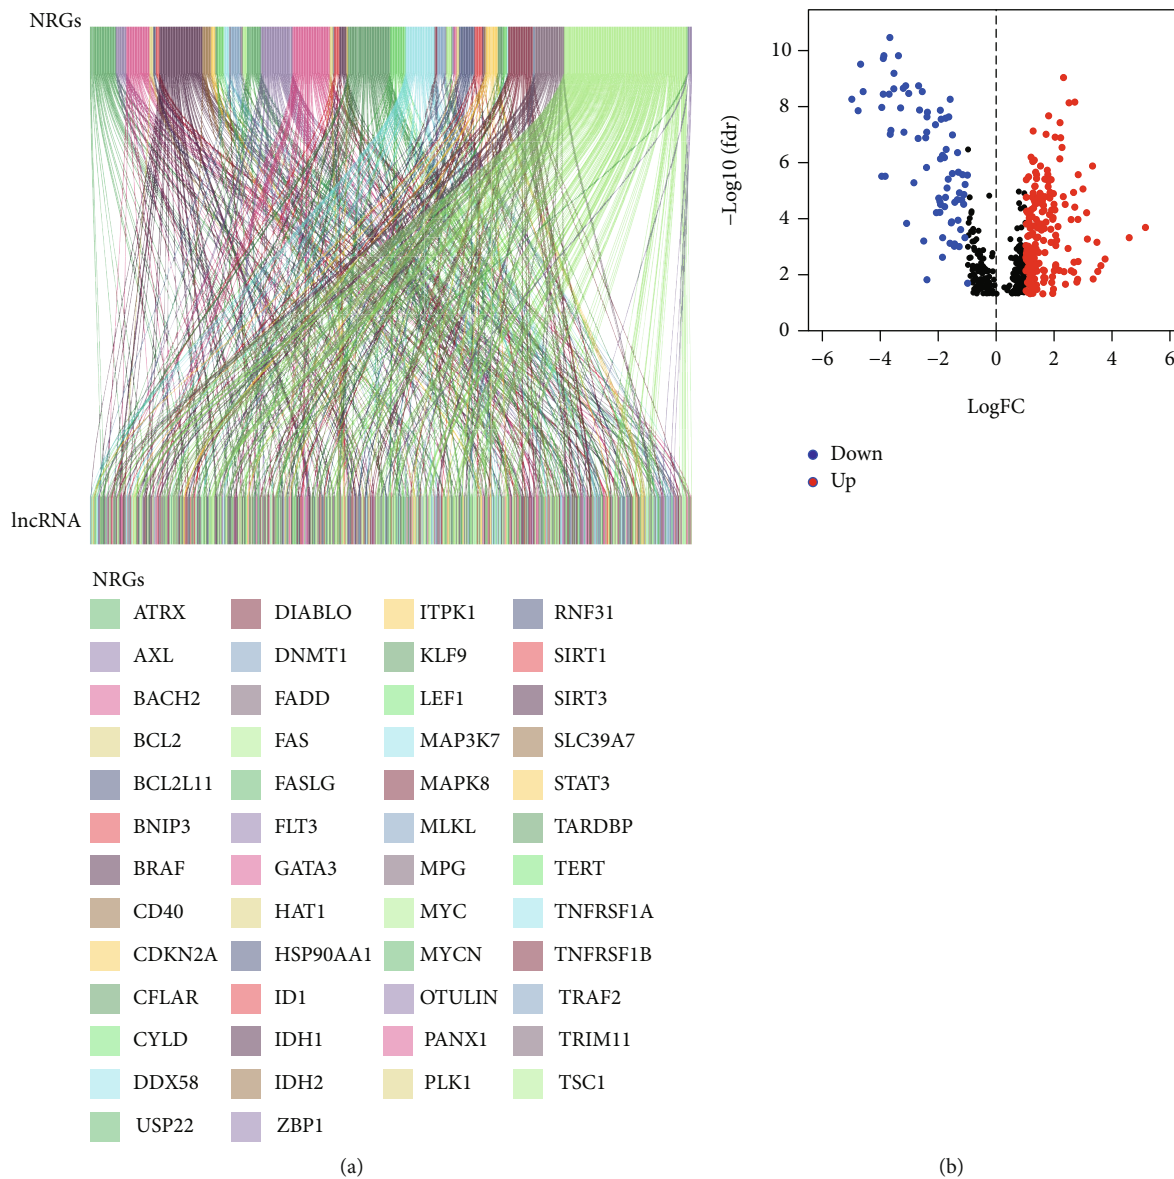 NRGs
lncRNA
NRGs
ATRX DIABLO ITPK1 RNF31
AXL DNMT1 KLF9 SIRT1
BACH2 FADD LEF1 SIRT3
BCL2 FAS MAP3K7 SLC39A7
BCL2L11 FASLG MAPK8 STAT3
BNIP3 FLT3 MLKL TARDBP
BRAF GATA3 MPG TERT
CD40 HAT1 MYC TNFRSF1A
CDKN2A HSP90AA1 MYCN TNFRSF1B
CFLAR ID1 OTULIN TRAF2
CYLD IDH1 PANX1 TRIM11
DDX58 IDH2 PLK1 TSC1
USP22 ZBP1
(a)
−Log10 (fdr)
10
8
6
4
2
0
−6 −4 −2 0 2 4 6
LogFC
Down
Up
(b)